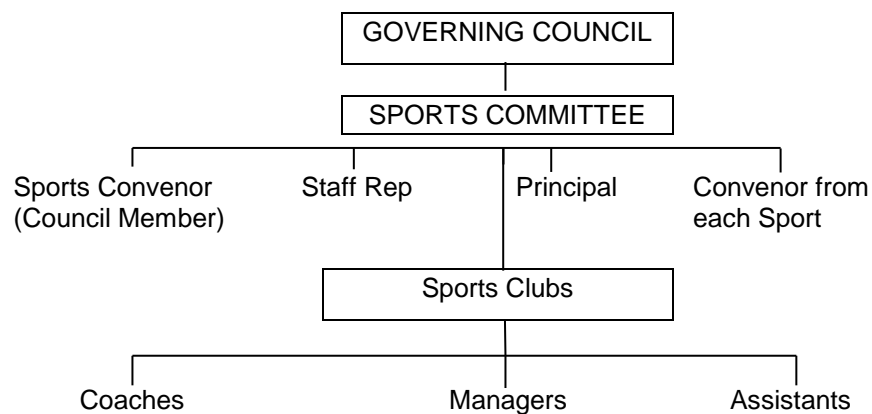 GOVERNING COUNCIL
SPORTS COMMITTEE
Sports Convenor
(Council Member)
Staff Rep
Principal
Convenor from
each Sport
Sports Clubs
Coaches
Managers
Assistants